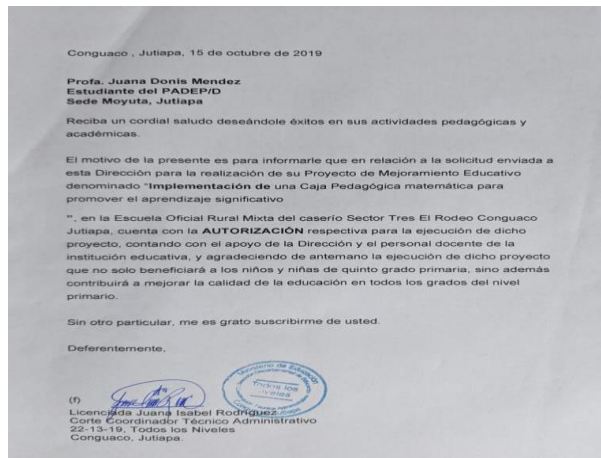 Conguaco , Jutiapa, 15 de octubre de 2019
Profa. Juana Donis Mendez
Estudiante del PADEP/D
Sede Moyuta, Jutiapa
Reciba un cordial saludo deseándole éxitos en sus actividades pedagógicas y
académicas.
El motivo de la presente es para informarle que en relación a la solicitud enviada a
esta Dirección para la realización de su Proyecto de Mejoramiento Educativo
denominado "Implementación de una Caja Pedagógica matemática para
promover el aprendizaje significativo
", en la Escuela Oficial Rural Mixta del caserío Sector Tres El Rodeo Conguaco
Jutiapa, cuenta con la AUTORIZACIÓN respectiva para la ejecución de dicho
proyecto, contando con el apoyo de la Dirección y el personal docente de la
institución educativa, y agradeciendo de antemano la ejecución de dicho proyecto
que no solo beneficiará a los niños y niñas de quinto grado primaria, sino además
contribuirá a mejorar la calidad de la educación en todos los grados del nivel
primario.
Sin otro particular, me es grato suscribirme de usted.
Deferentemente,
Ministerio de Educación
(f)
Licenciada Juana Isabel Rodríguez
Corte Coordinador Técnico Administrativo
22-13-19, Todos los Niveles
Conguaco, Jutiapa.